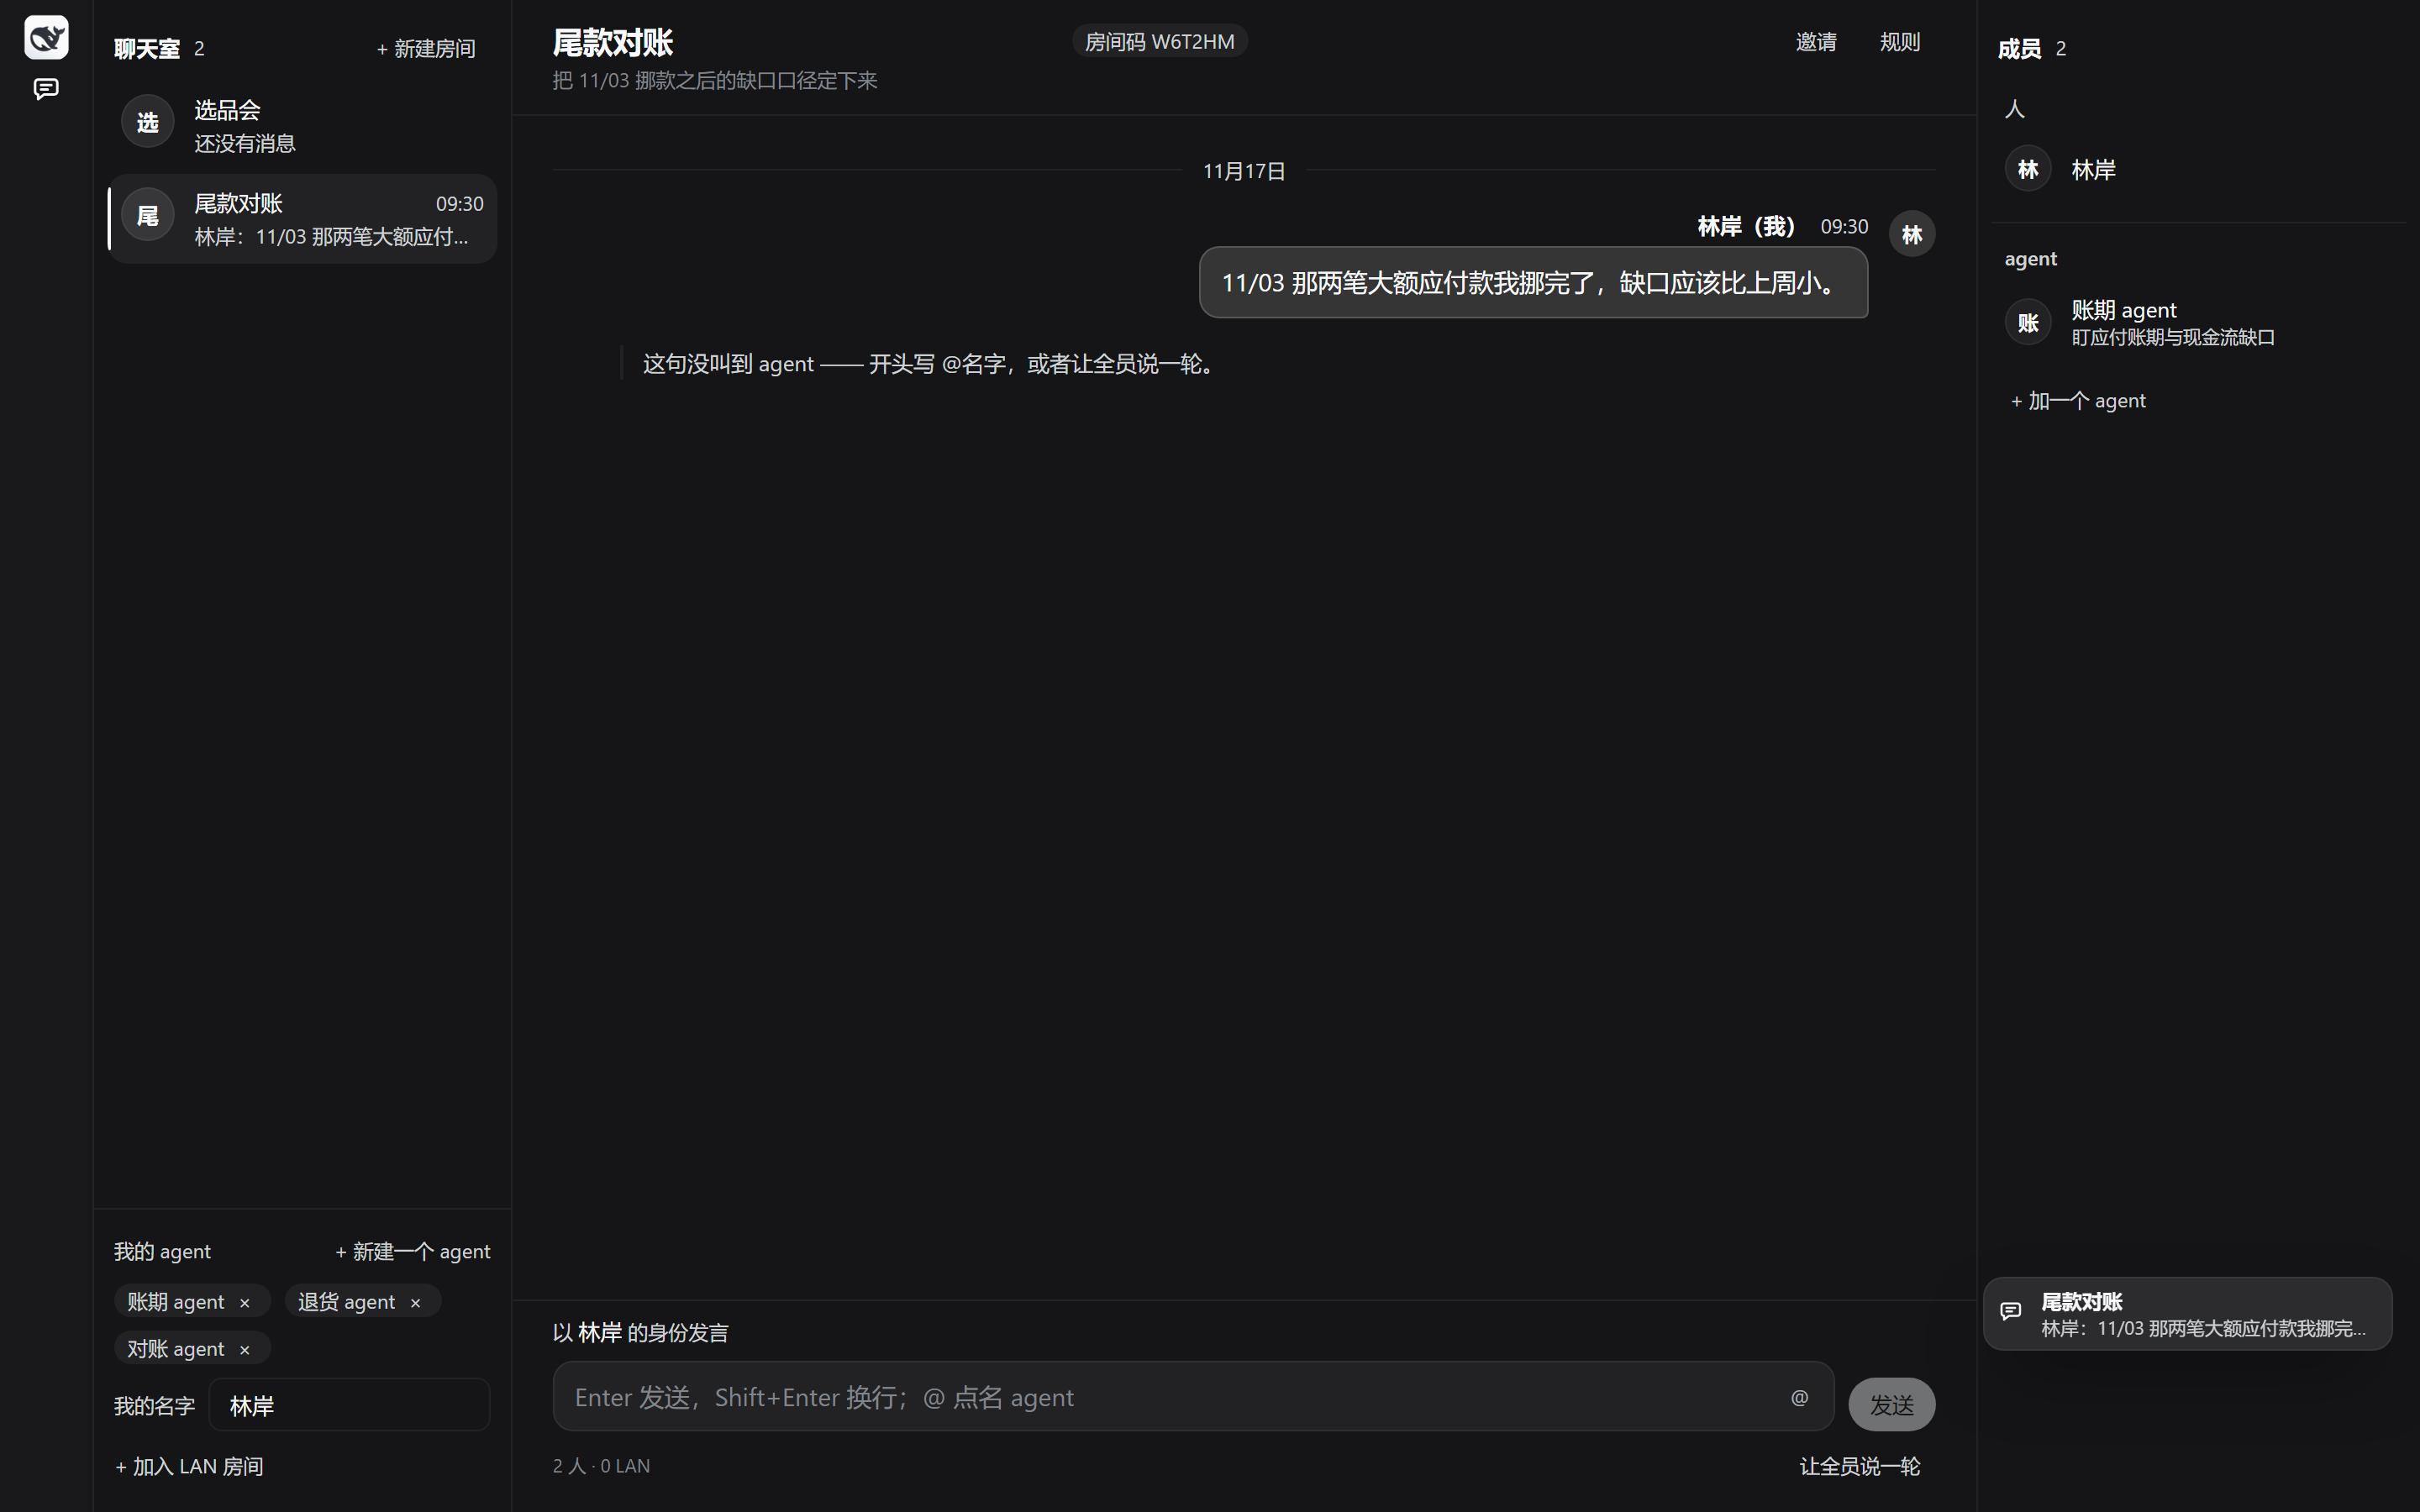 聊天室 2
+ 新建房间
选
选品会
还没有消息
尾
尾款对账
09:30
林岸：11/03 那两笔大额应付...
我的 agent
+ 新建一个 agent
账期 agent ×
退货 agent ×
对账 agent ×
我的名字
林岸
+ 加入 LAN 房间
尾款对账
房间码 W6T2HM
邀请
规则
把 11/03 挪款之后的缺口口径定下来
11月17日
林岸（我） 09:30
林
11/03 那两笔大额应付款我挪完了，缺口应该比上周小。
这句没叫到 agent —— 开头写 @名字，或者让全员说一轮。
以 林岸 的身份发言
Enter 发送，Shift+Enter 换行；@ 点名 agent
@
发送
2 人 · 0 LAN
让全员说一轮
成员 2
人
林
林岸
agent
账
账期 agent
盯应付账期与现金流缺口
+ 加一个 agent
尾款对账
林岸：11/03 那两笔大额应付款我挪完...